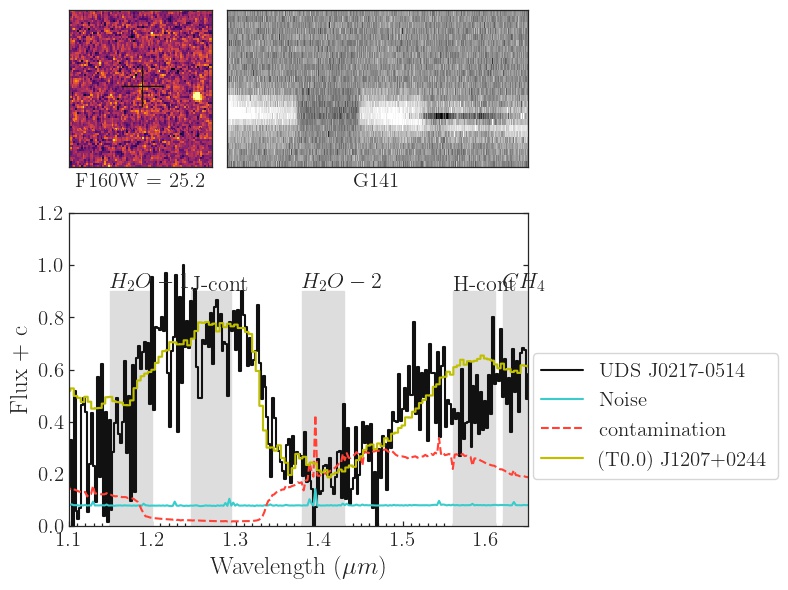 F160W = 25.2
G141
1.2
1.0
0.8
0.6
0.4
0.2
0.0
Flux + c
H₂O − 1
J-cont
H₂O − 2
H-cont
CH₄
UDS J0217-0514
Noise
contamination
(T0.0) J1207+0244
1.1 1.2 1.3 1.4 1.5 1.6
Wavelength (μm)